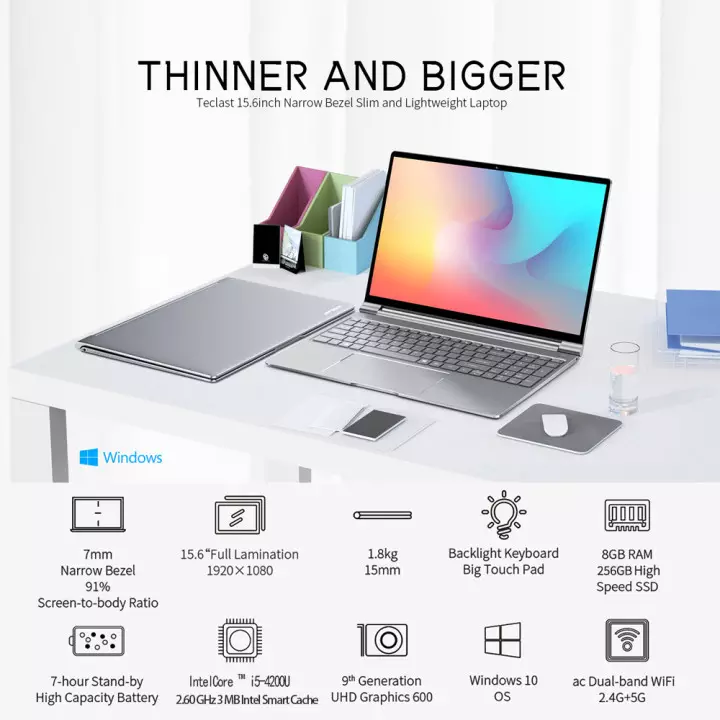 THINNER AND BIGGER
Teclast 15.6inch Narrow Bezel Slim and Lightweight Laptop
Windows
7mm
Narrow Bezel
91%
Screen-to-body Ratio
15.6“Full Lamination
1920×1080
1.8kg
15mm
Backlight Keyboard
Big Touch Pad
8GB RAM
256GB High
Speed SSD
7-hour Stand-by
High Capacity Battery
Intel Core ™ i5-4200U
2.60 GHz 3 MB Intel Smart Cache
9th Generation
UHD Graphics 600
Windows 10
OS
ac Dual-band WiFi
2.4G+5G